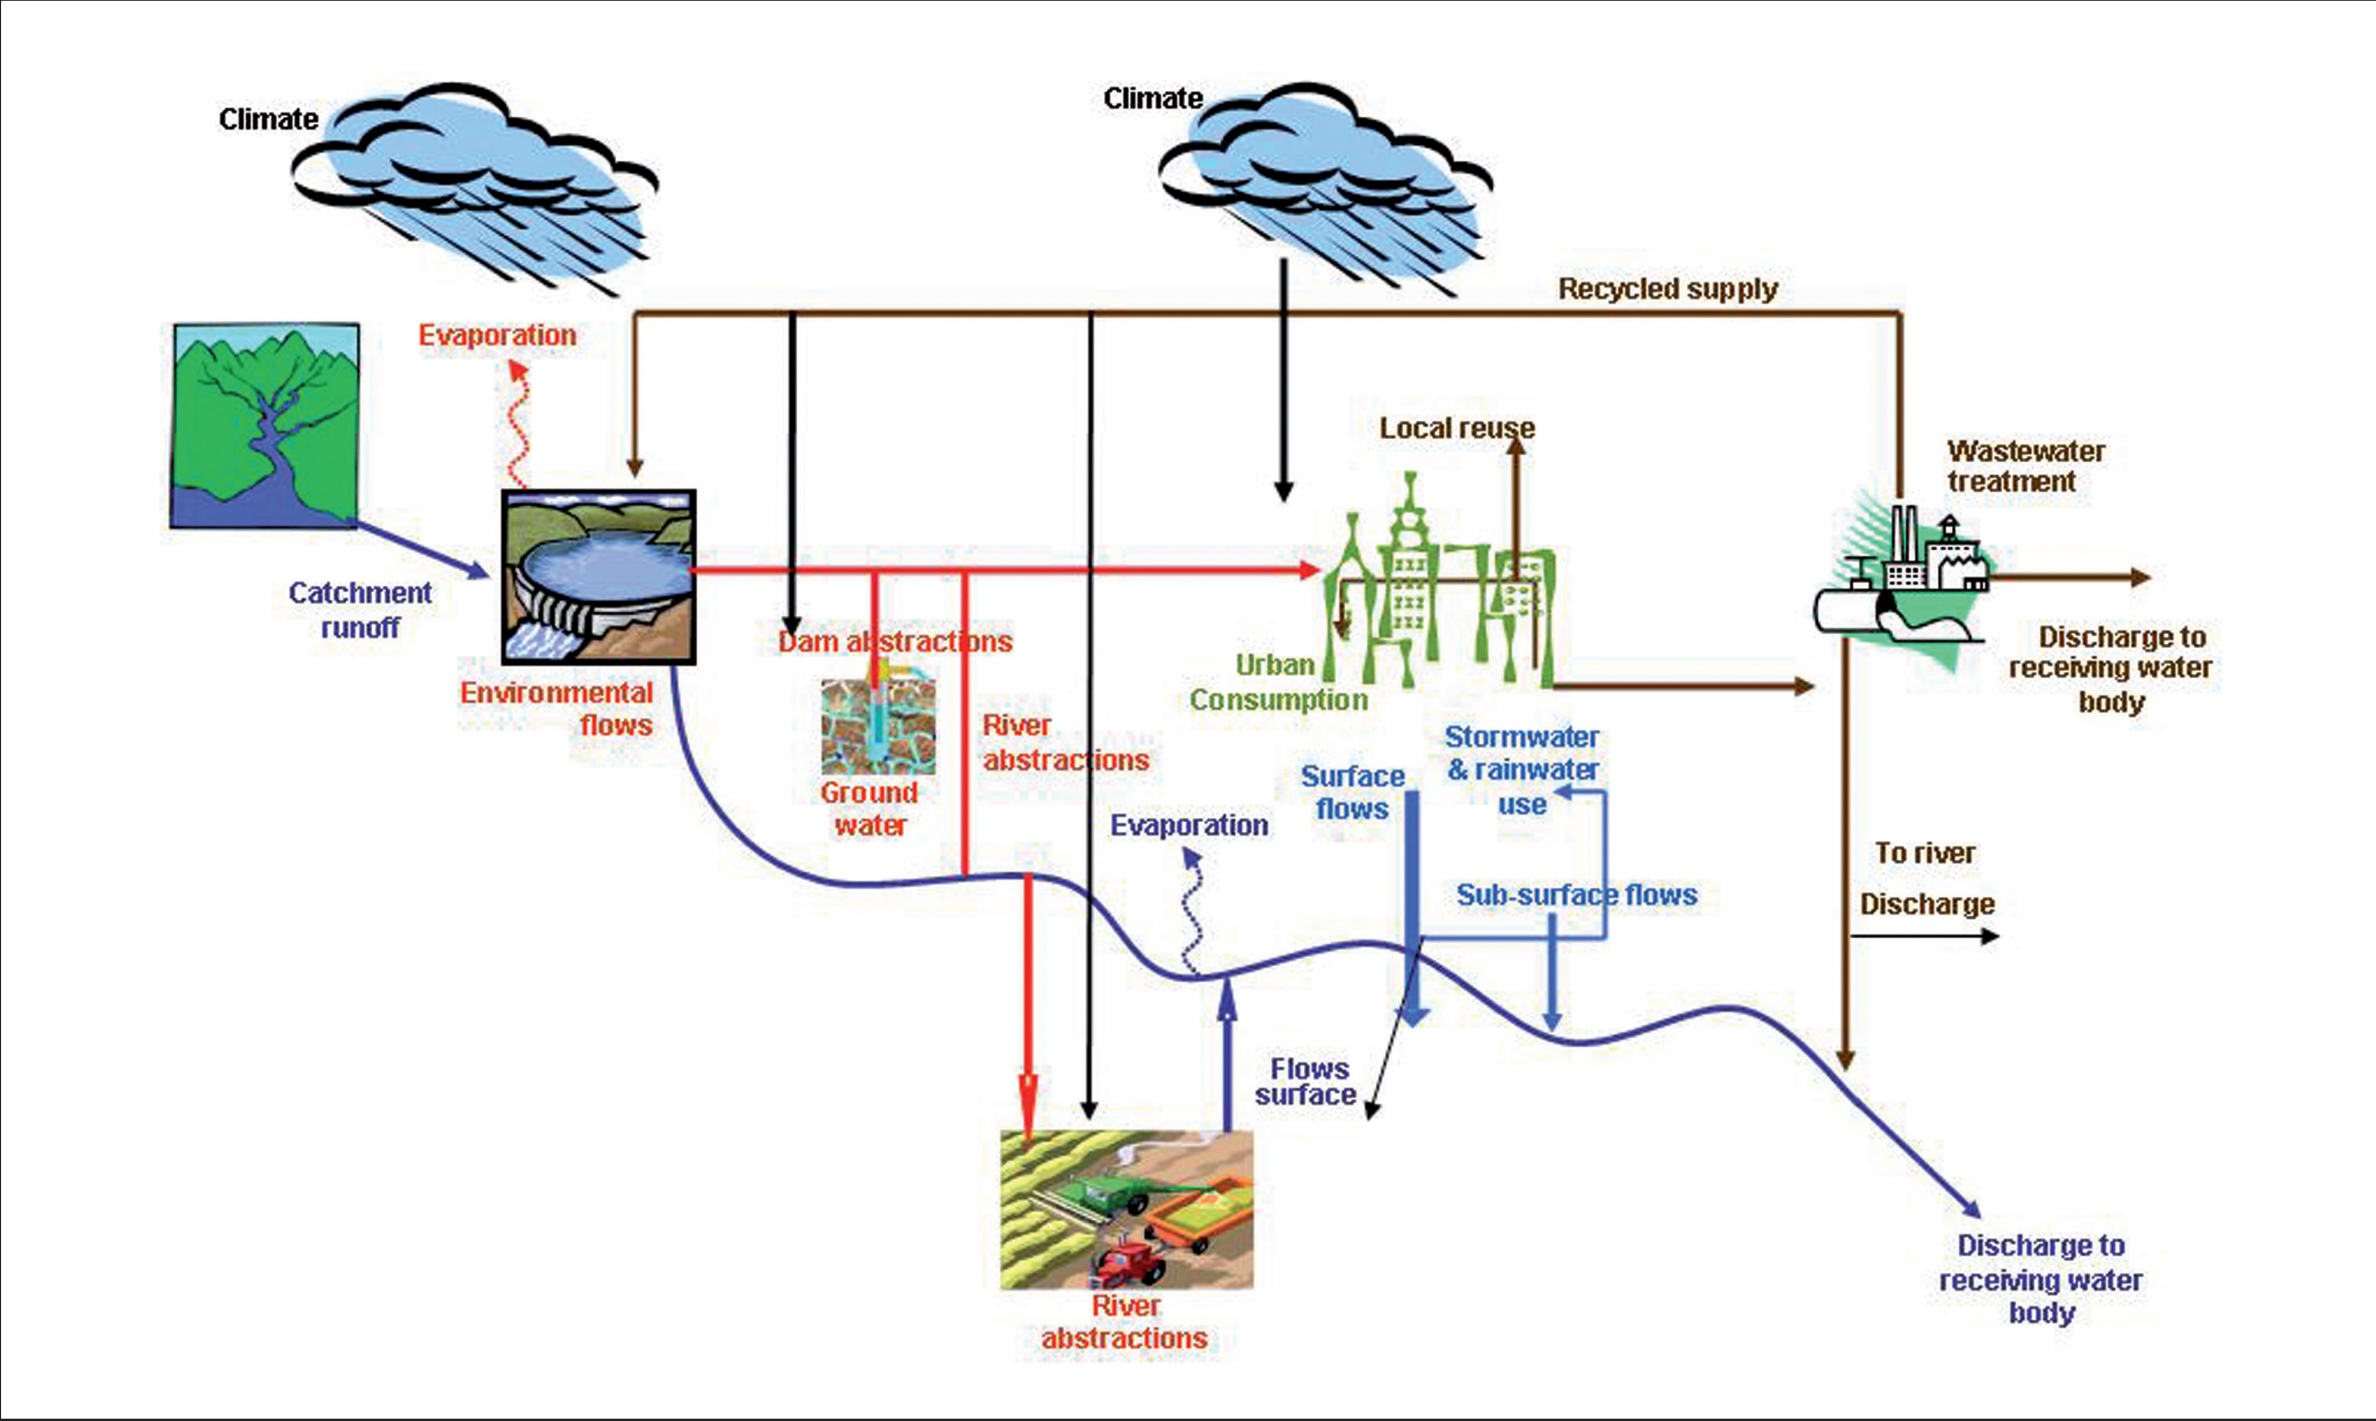 Climate
Climate
Recycled supply
Evaporation
Local reuse
Wastewater
treatment
Catchment
runoff
Dam abstractions
Environmental
flows
Urban
Consumption
Discharge to
receiving water
body
River
abstractions
Ground
water
Stormwater
& rainwater
use
Surface
flows
Evaporation
Sub-surface flows
To river
Discharge
Flows
surface
Discharge to
receiving water
body
River
abstractions